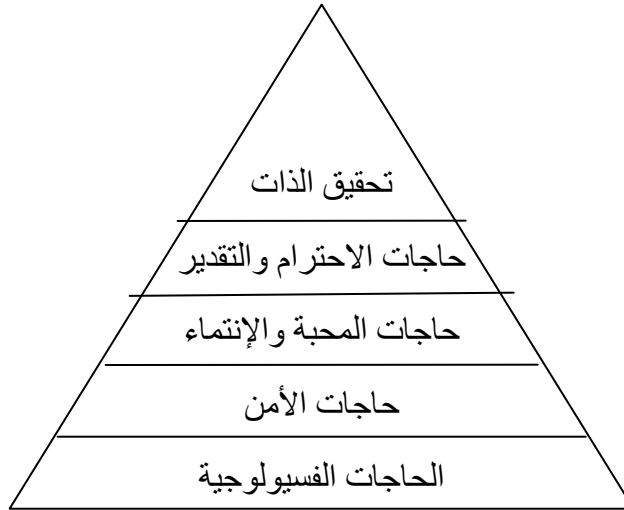 تحقيق الذات
حاجات الاحترام والتقدير
حاجات المحبة والإنتماء
حاجات الأمن
الحاجات الفسيولوجية